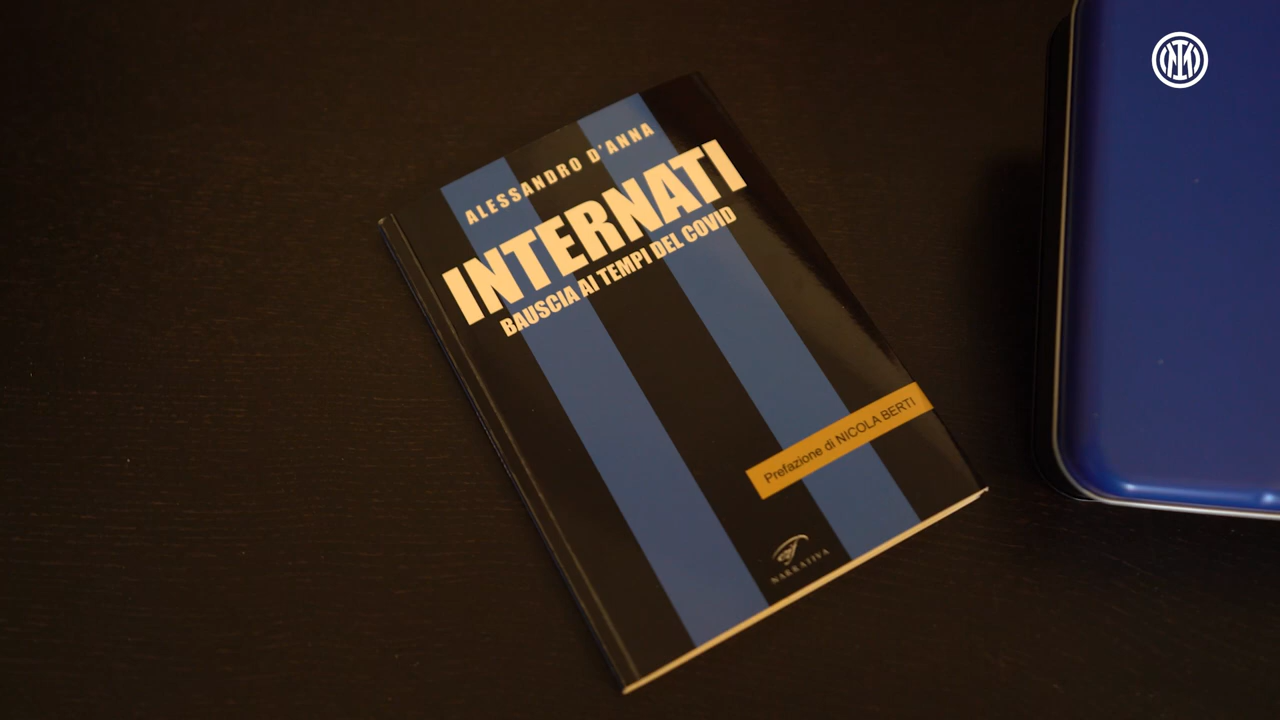 ALESSANDRO D'ANNA
INTERNATI
BAUSCIA AI TEMPI DEL COVID
Prefazione di NICOLA BERTI
NARRATIVA